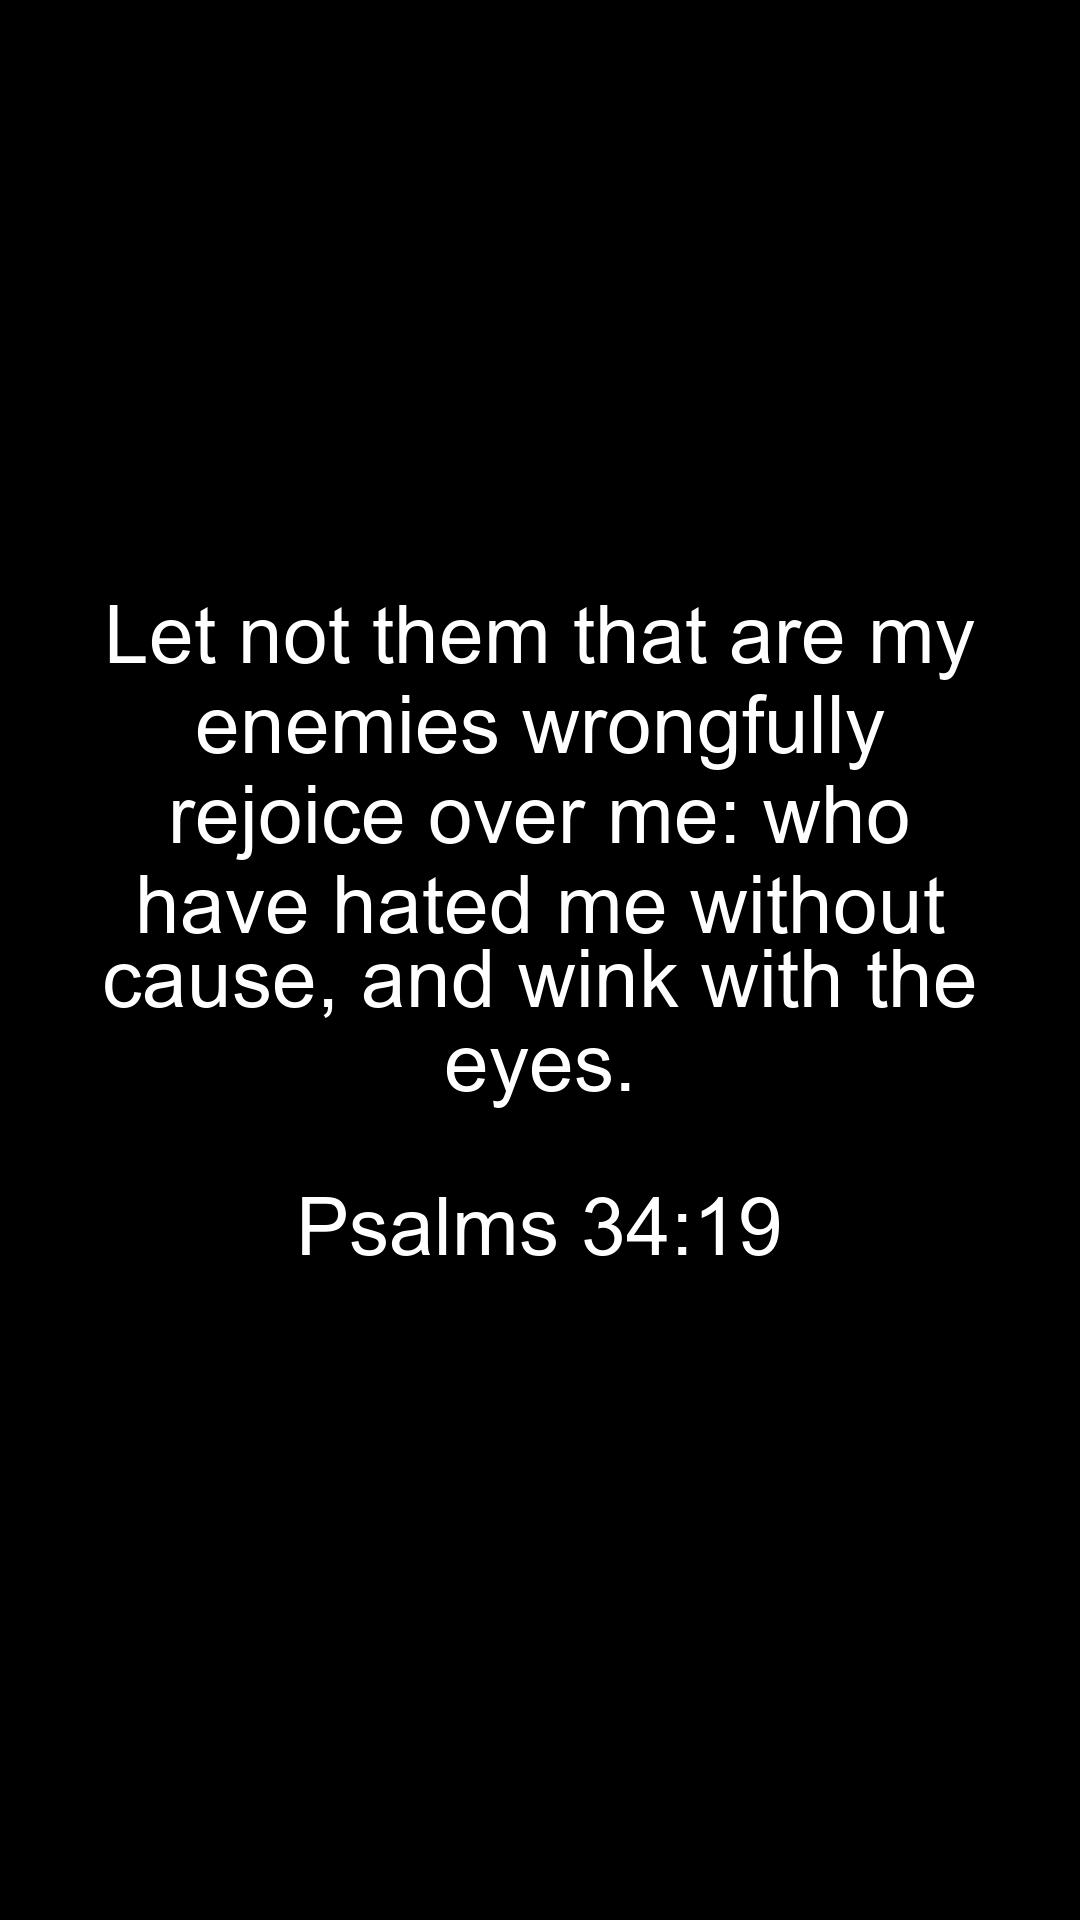 Let not them that are my
enemies wrongfully
rejoice over me: who
have hated me without
cause, and wink with the
eyes.
Psalms 34:19